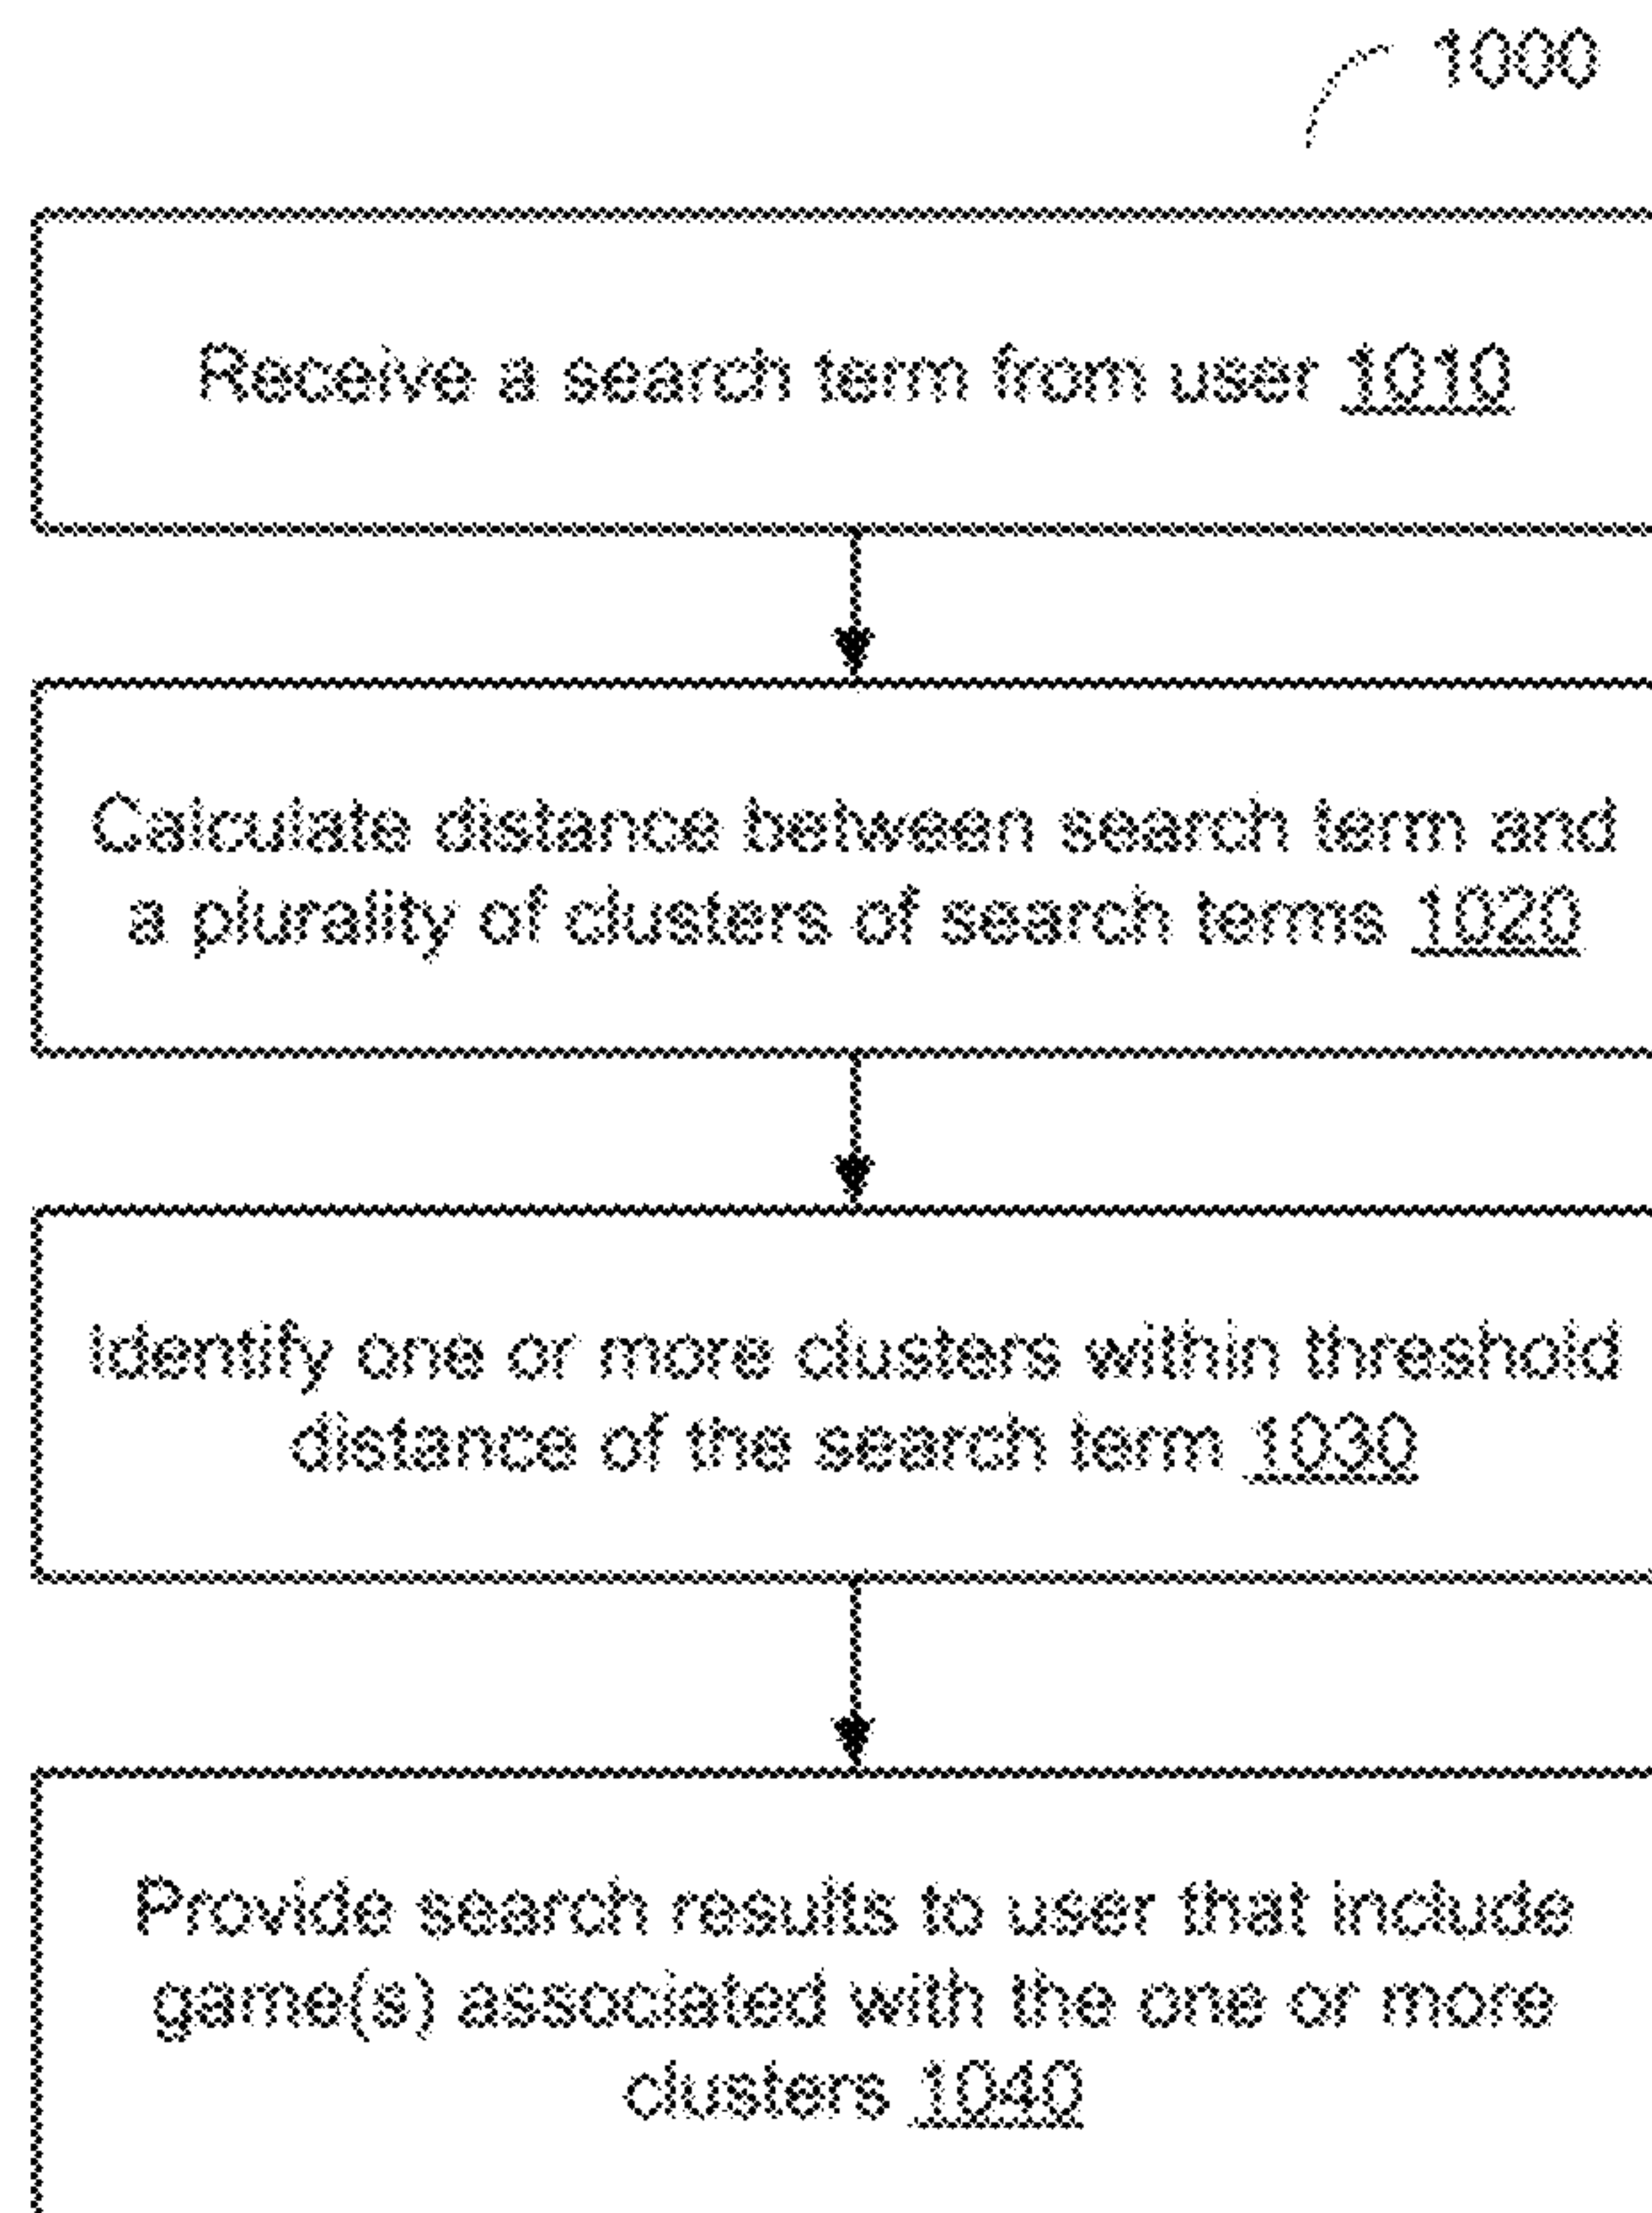 1000
Receive a search term from user 1010
Calculate distance between search term and
a plurality of clusters of search terms 1020
Identify one or more clusters within threshold
distance of the search term 1030
Provide search results to user that include
game(s) associated with the one or more
clusters 1040